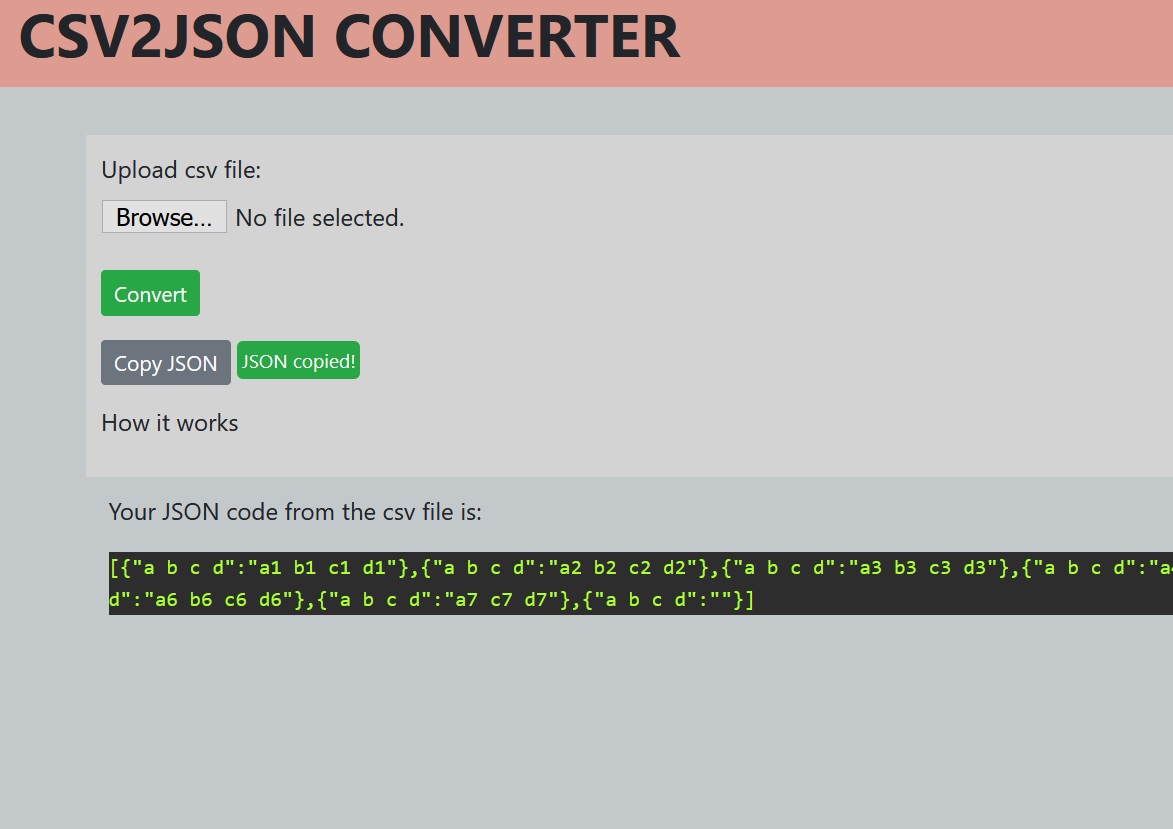 CSV2JSON CONVERTER
Upload csv file:
Browse... No file selected.
Convert
Copy JSON JSON copied!
How it works
Your JSON code from the csv file is:
[{"a b c d":"a1 b1 c1 d1"},{"a b c d":"a2 b2 c2 d2"},{"a b c d":"a3 b3 c3 d3"},{"a b c d":"a4
d":"a6 b6 c6 d6"},{"a b c d":"a7 c7 d7"},{"a b c d":""}]